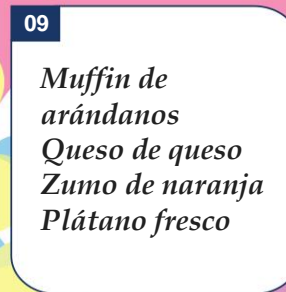 09
Muffin de
arándanos
Queso de queso
Zumo de naranja
Plátano fresco